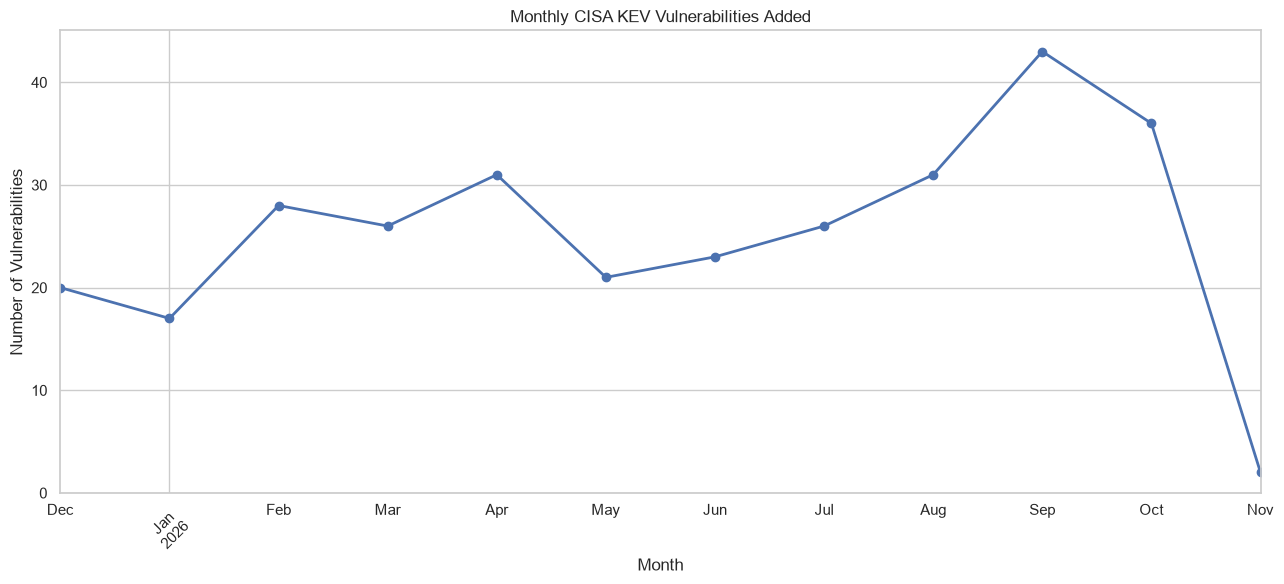 Monthly CISA KEV Vulnerabilities Added
Number of Vulnerabilities
40
30
20
10
0
Dec
Jan
2026
Feb
Mar
Apr
May
Jun
Jul
Aug
Sep
Oct
Nov
Month